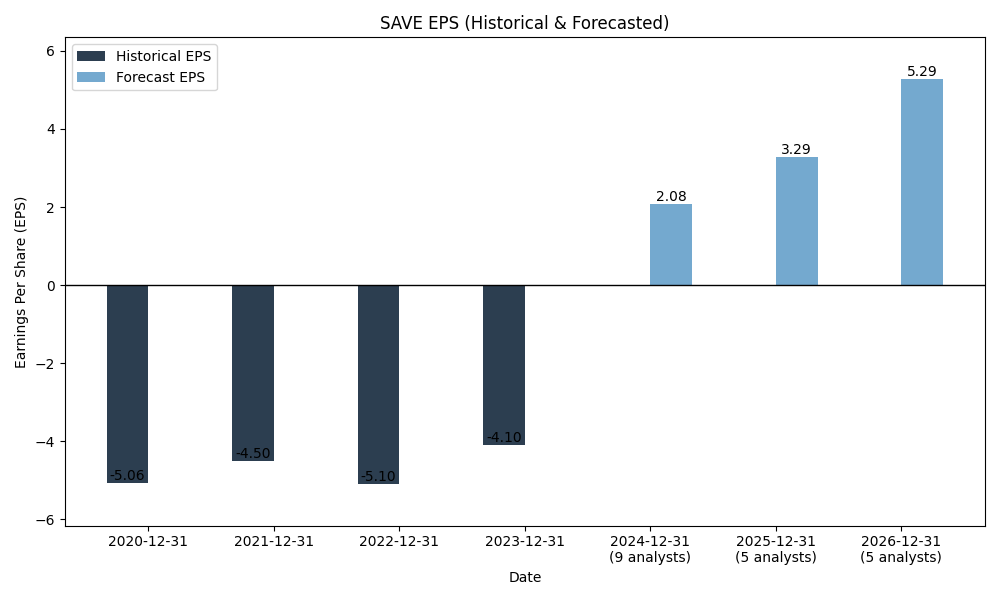 SAVE EPS (Historical & Forecasted)
Historical EPS
Forecast EPS
Earnings Per Share (EPS)
6
4
2
0
−2
−4
−6
-5.06
-4.50
-5.10
-4.10
2.08
3.29
5.29
2020-12-31
2021-12-31
2022-12-31
2023-12-31
2024-12-31
(9 analysts)
2025-12-31
(5 analysts)
2026-12-31
(5 analysts)
Date